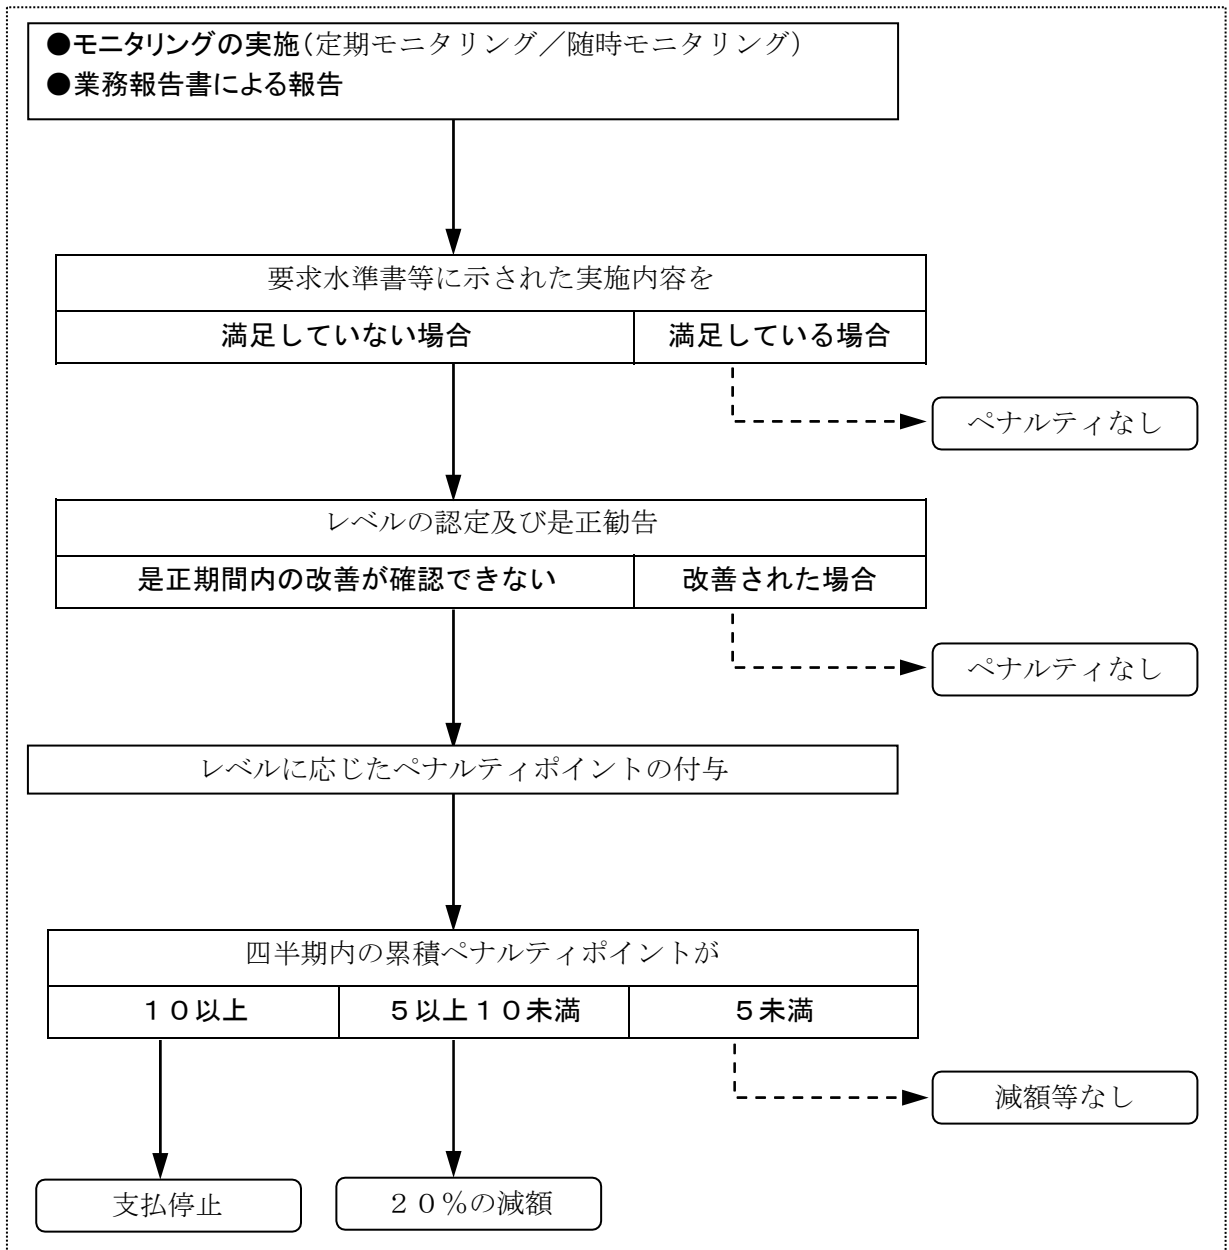 ●モニタリングの実施(定期モニタリング／随時モニタリング)
●業務報告書による報告
要求水準書等に示された実施内容を
満足していない場合
満足している場合
ペナルティなし
レベルの認定及び是正勧告
是正期間内の改善が確認できない
改善された場合
ペナルティなし
レベルに応じたペナルティポイントの付与
四半期内の累積ペナルティポイントが
１０以上
５以上１０未満
５未満
減額等なし
支払停止
２０％の減額